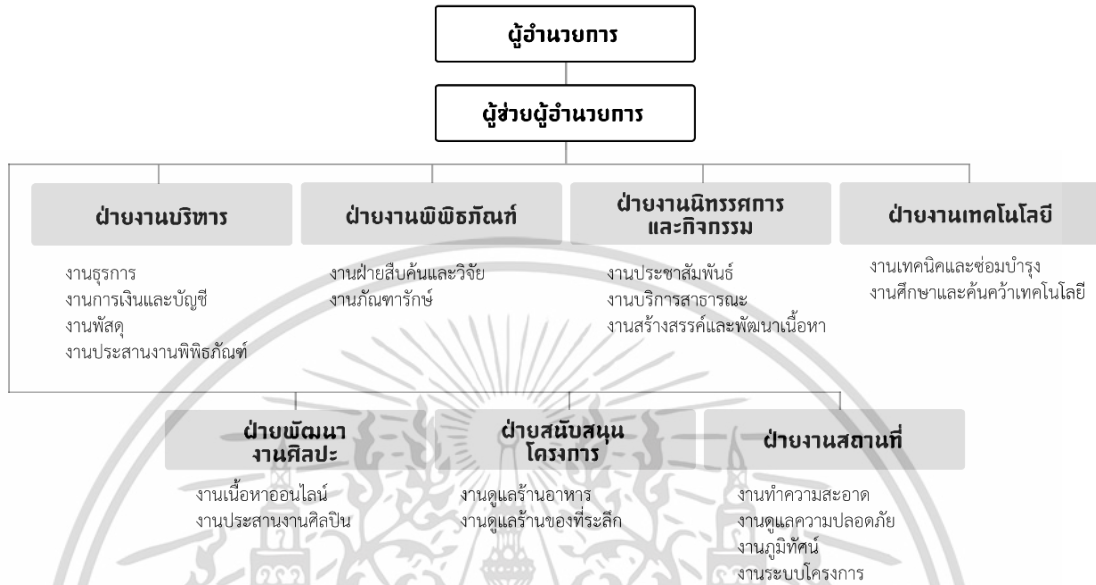 ผู้อำนวยการ
ผู้ช่วยผู้อำนวยการ
ฝ่ายงานบริหาร
งานธุรการ
งานการเงินและบัญชี
งานพัสดุ
งานประสานงานพิพิธภัณฑ์
ฝ่ายงานพิพิธภัณฑ์
งานฝ่ายสืบค้นและวิจัย
งานภัณฑารักษ์
ฝ่ายงานนิทรรศการ
และกิจกรรม
งานประชาสัมพันธ์
งานบริการสาธารณะ
งานสร้างสรรค์และพัฒนาเนื้อหา
ฝ่ายงานเทคโนโลยี
งานเทคนิคและซ่อมบำรุง
งานศึกษาและค้นคว้าเทคโนโลยี
ฝ่ายพัฒนา
งานศิลปะ
งานเนื้อหาออนไลน์
งานประสานงานศิลปิน
ฝ่ายสนับสนุน
โครงการ
งานดูแลร้านอาหาร
งานดูแลร้านของที่ระลึก
ฝ่ายงานสถานที่
งานทำความสะอาด
งานดูแลความปลอดภัย
งานภูมิทัศน์
งานระบบโครงการ